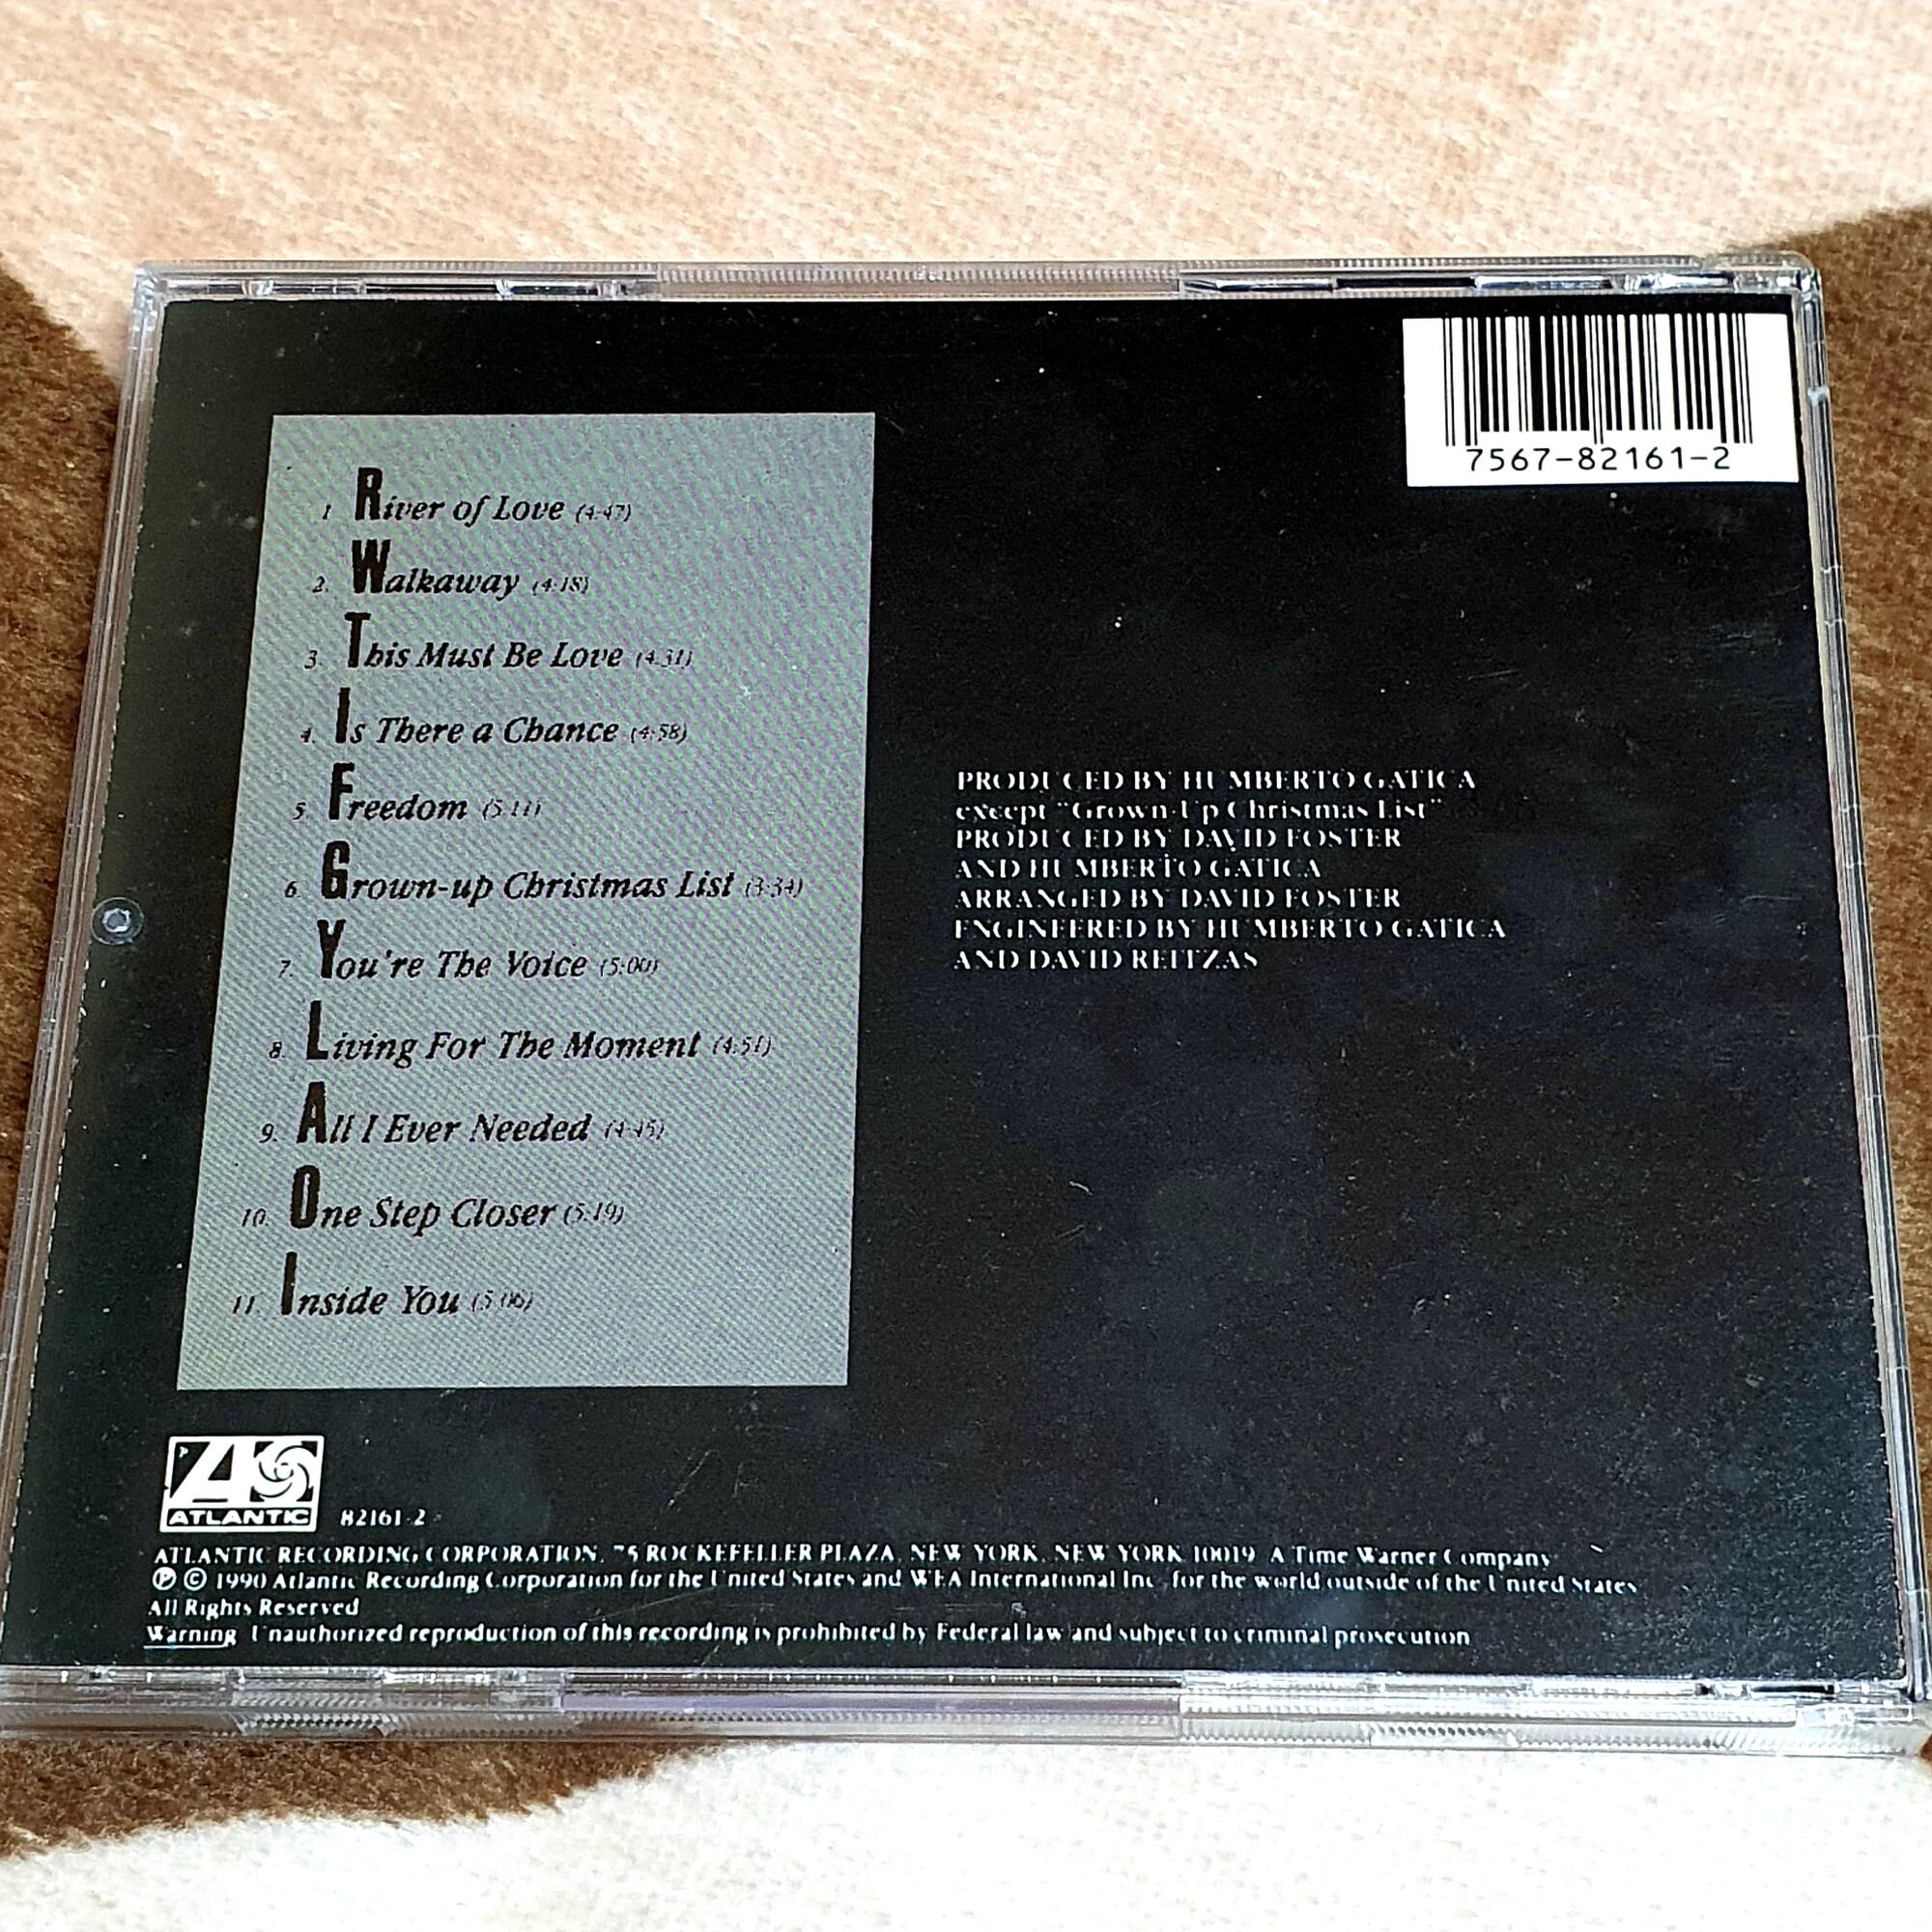 7567-82161-2
1 River of Love (4:47)
2. Walkaway (4:18)
3. This Must Be Love (4:31)
4. Is There a Chance (4:58)
5 Freedom (5:11)
6. Grown-up Christmas List (3:34)
7. You're The Voice (5:00)
8. Living For The Moment (4:51)
9. All I Ever Needed (4:45)
10. One Step Closer (5:19)
11. Inside You (5:06)
PRODUCED BY HUMBERTO GATICA
except "Grown-Up Christmas List"
PRODUCED BY DAVID FOSTER
AND HUMBERTO GATICA
ARRANGED BY DAVID FOSTER
ENGINEERED BY HUMBERTO GATICA
AND DAVID REITZAS
A
ATLANTIC
82161-2
ATLANTIC RECORDING CORPORATION, 75 ROCKEFELLER PLAZA, NEW YORK, NEW YORK 10019 A Time Warner Company
℗ © 1990 Atlantic Recording Corporation for the United States and WEA International Inc. for the world outside of the United States
All Rights Reserved
Warning Unauthorized reproduction of this recording is prohibited by Federal law and subject to criminal prosecution